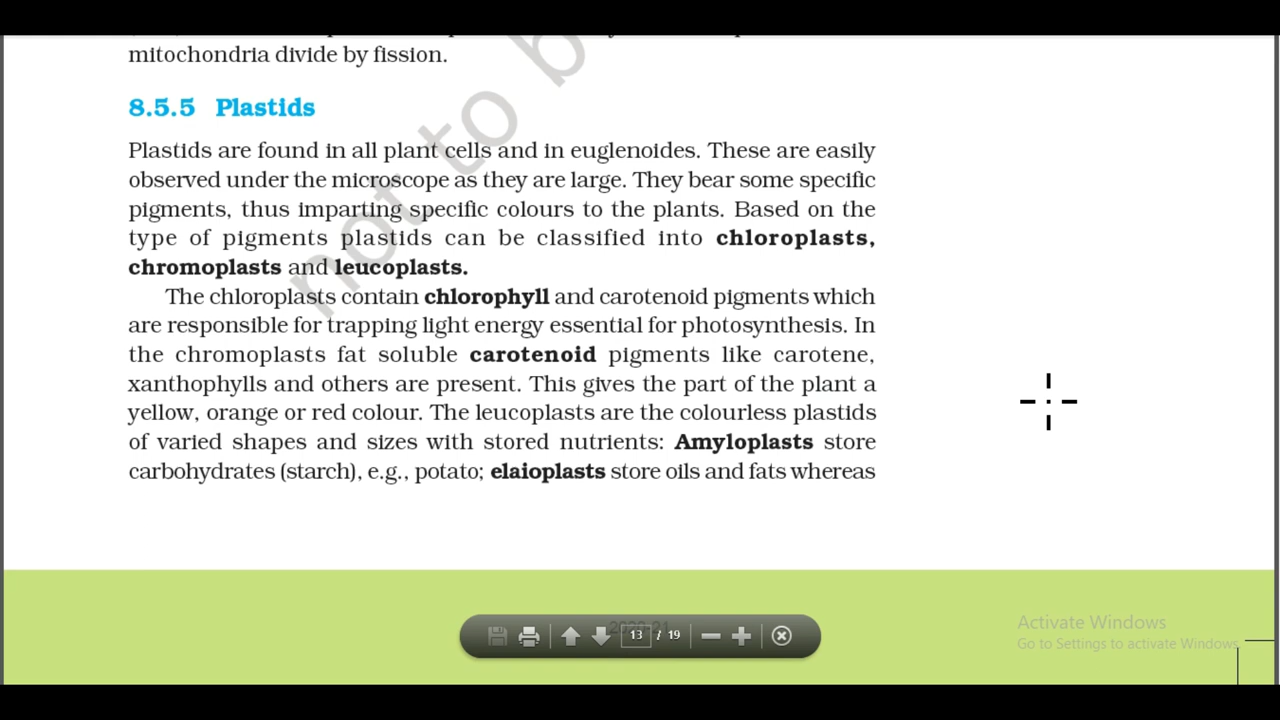 mitochondria divide by fission.
8.5.5 Plastids
Plastids are found in all plant cells and in euglenoides. These are easily
observed under the microscope as they are large. They bear some specific
pigments, thus imparting specific colours to the plants. Based on the
type of pigments plastids can be classified into chloroplasts,
chromoplasts and leucoplasts.
The chloroplasts contain chlorophyll and carotenoid pigments which
are responsible for trapping light energy essential for photosynthesis. In
the chromoplasts fat soluble carotenoid pigments like carotene,
xanthophylls and others are present. This gives the part of the plant a
yellow, orange or red colour. The leucoplasts are the colourless plastids
of varied shapes and sizes with stored nutrients: Amyloplasts store
carbohydrates (starch), e.g., potato; elaioplasts store oils and fats whereas
not to b
13 / 19
Activate Windows
Go to Settings to activate Windows.